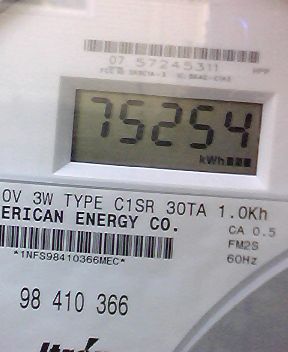 07 57245311
75254
kWh
0V 3W TYPE C1SR 30TA 1.0Kh
ERICAN ENERGY CO.
CA 0.5
FM2S
*1NFS98410366MEC*
60Hz
98 410 366